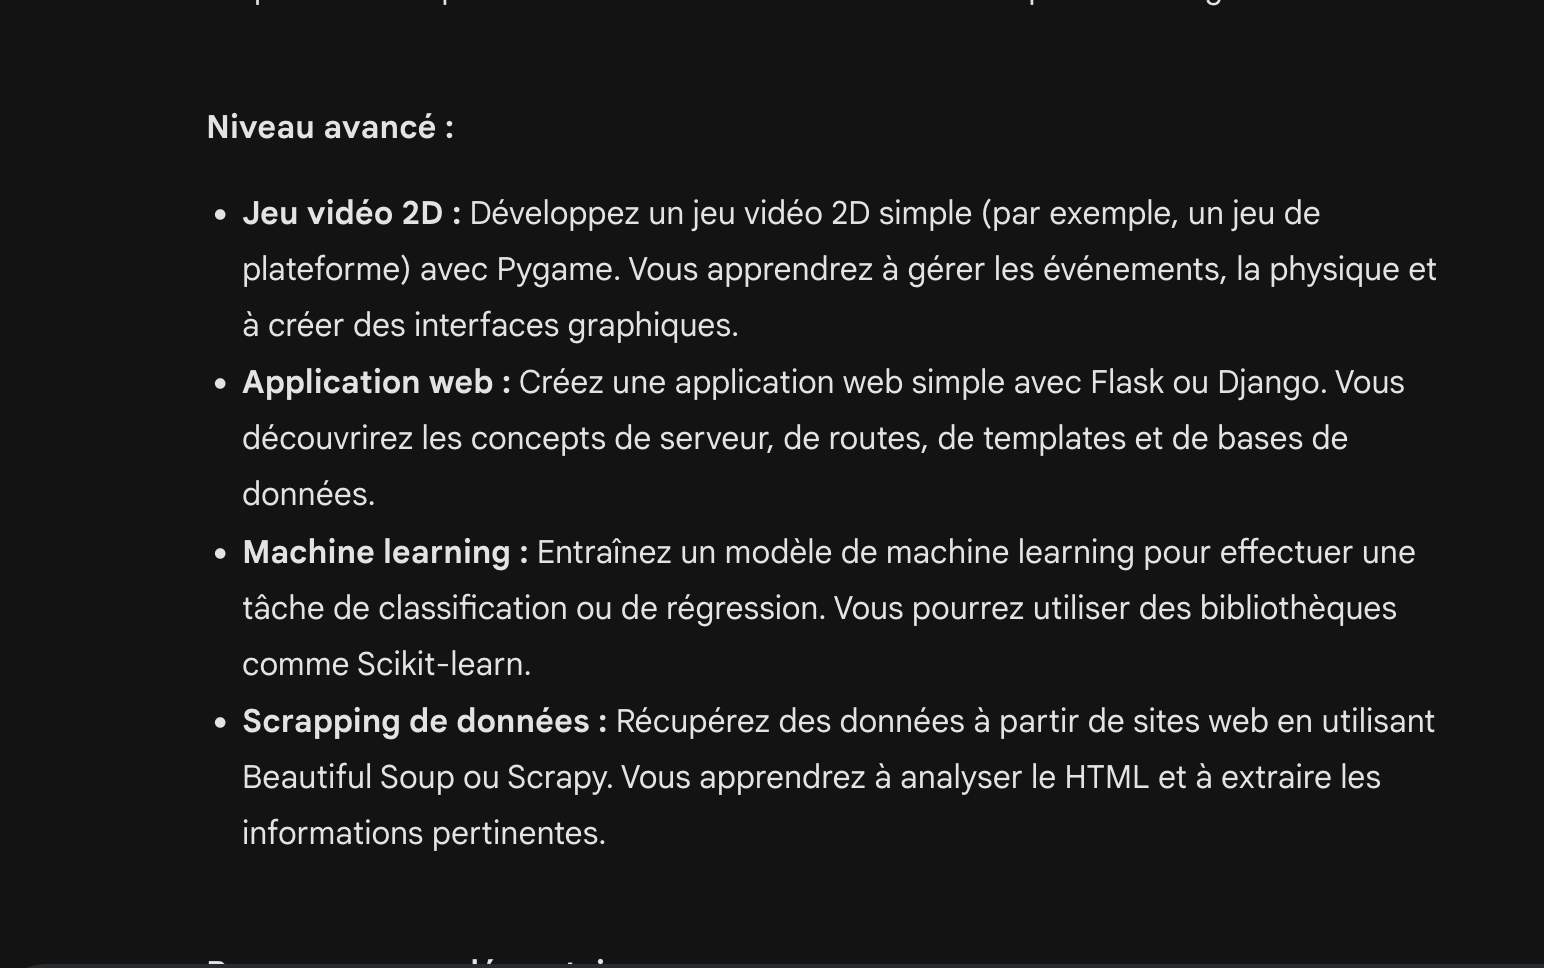 Niveau avancé :
• Jeu vidéo 2D : Développez un jeu vidéo 2D simple (par exemple, un jeu de
plateforme) avec Pygame. Vous apprendrez à gérer les événements, la physique et
à créer des interfaces graphiques.
• Application web : Créez une application web simple avec Flask ou Django. Vous
découvrirez les concepts de serveur, de routes, de templates et de bases de
données.
• Machine learning : Entraînez un modèle de machine learning pour effectuer une
tâche de classification ou de régression. Vous pourrez utiliser des bibliothèques
comme Scikit-learn.
• Scrapping de données : Récupérez des données à partir de sites web en utilisant
Beautiful Soup ou Scrapy. Vous apprendrez à analyser le HTML et à extraire les
informations pertinentes.